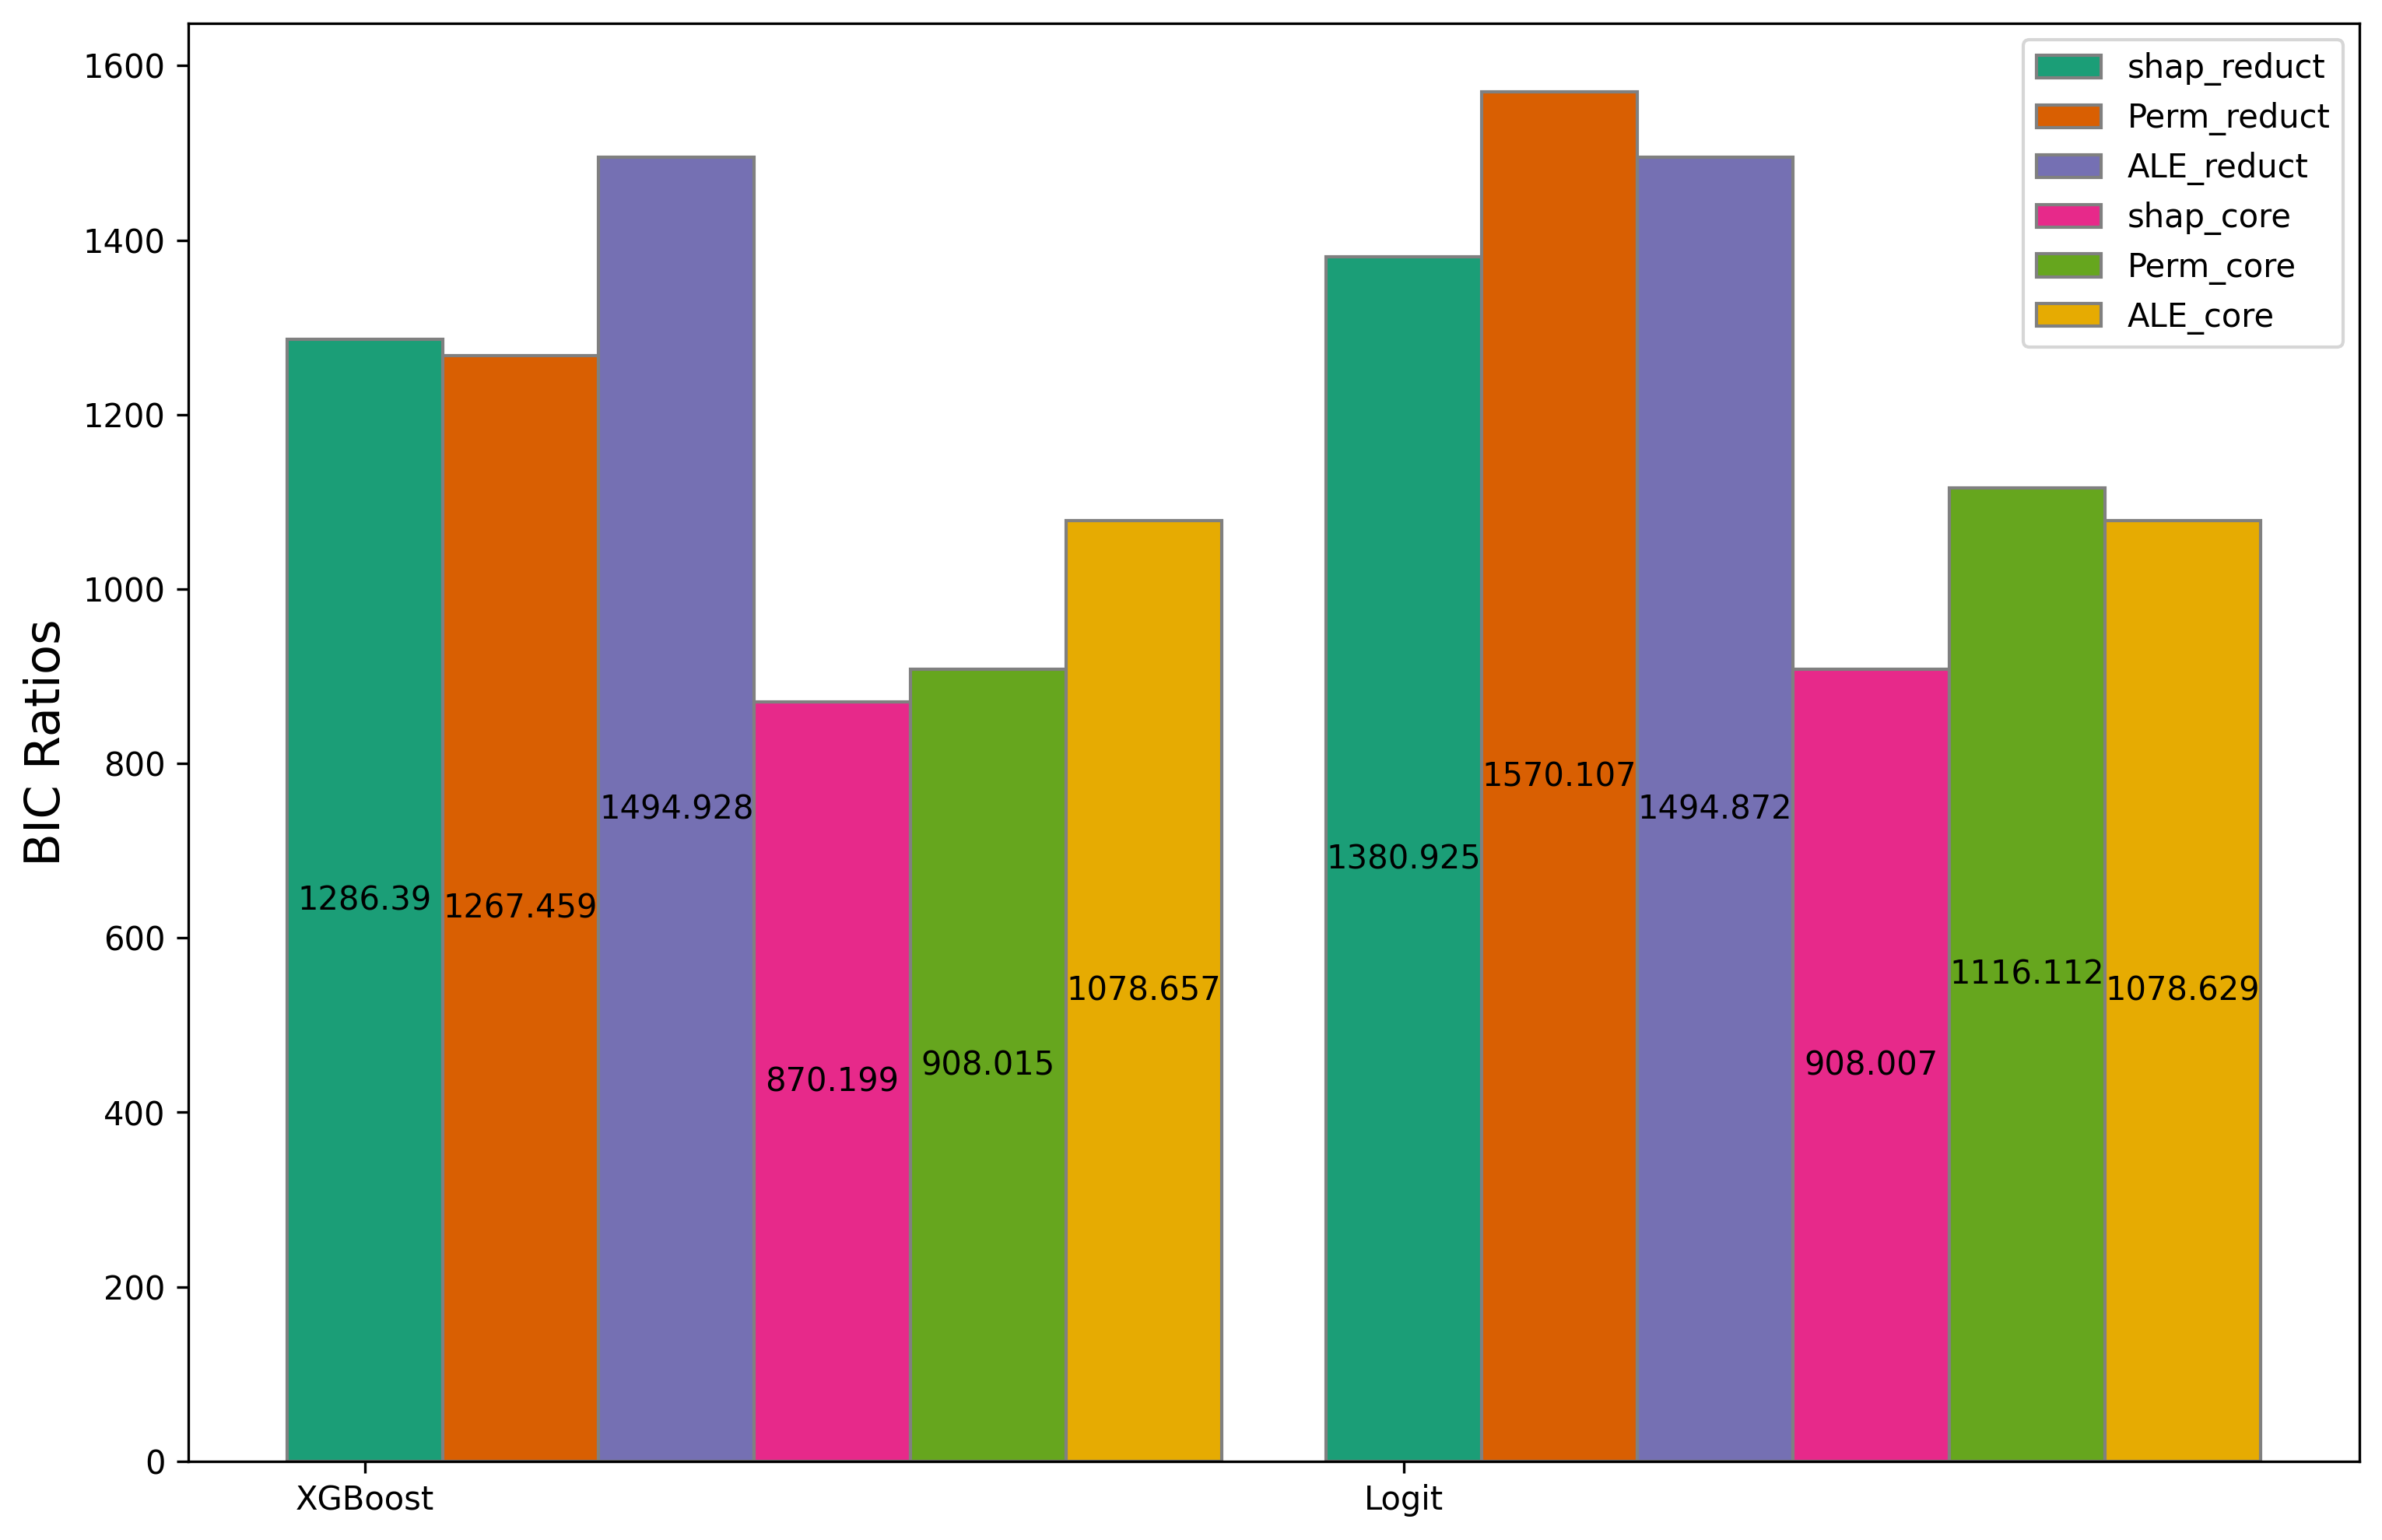 BIC Ratios
1600
1400
1200
1000
800
600
400
200
0
shap_reduct
Perm_reduct
ALE_reduct
shap_core
Perm_core
ALE_core
1286.39
1267.459
1494.928
870.199
908.015
1078.657
1380.925
1570.107
1494.872
908.007
1116.112
1078.629
XGBoost
Logit